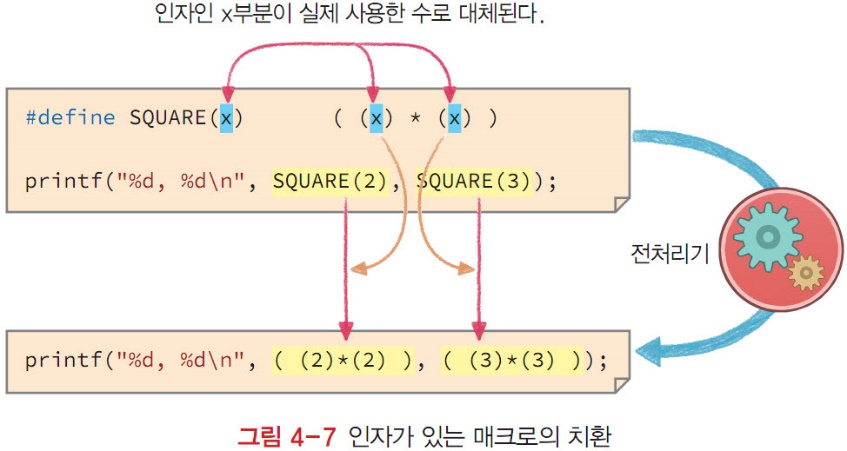 인자인 x부분이 실제 사용한 수로 대체된다.
#define SQUARE(x) ( (x) * (x) )
printf("%d, %d\n", SQUARE(2), SQUARE(3));
전처리기
printf("%d, %d\n", ( (2)*(2) ), ( (3)*(3) ));
그림 4-7 인자가 있는 매크로의 치환